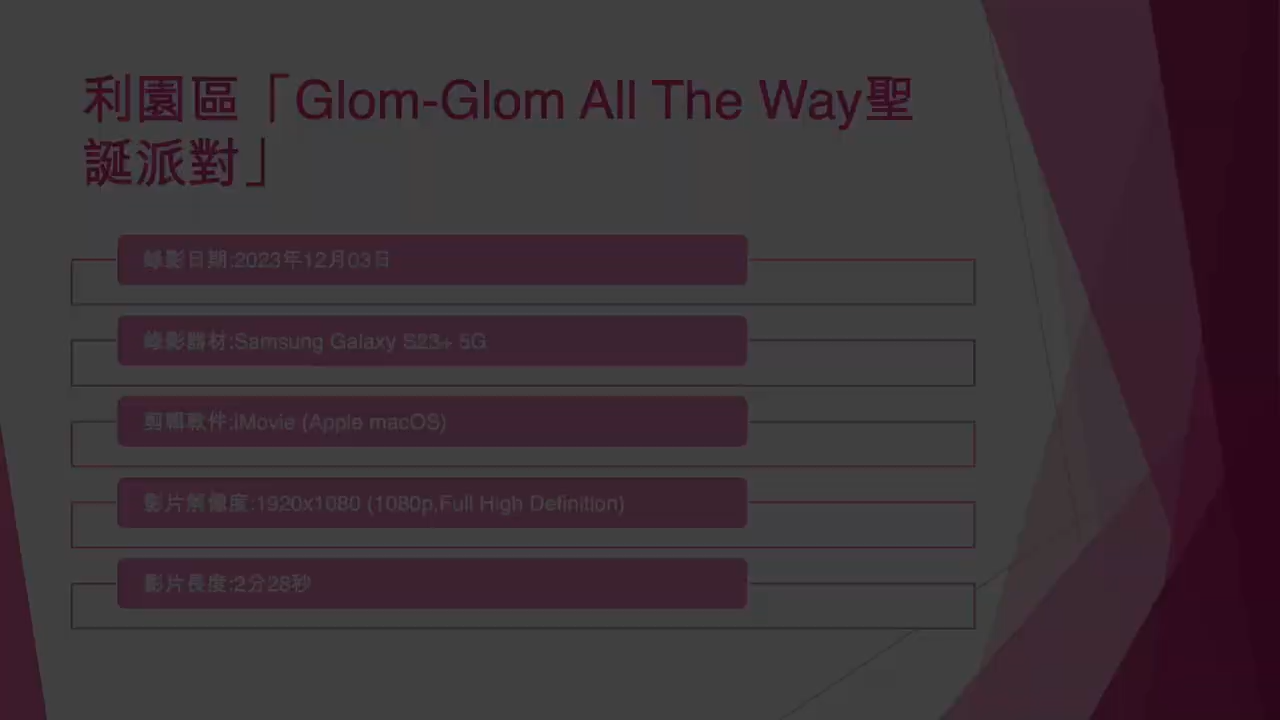 利園區「Glom-Glom All The Way聖
誕派對」
錄影日期:2023年12月03日
錄影器材:Samsung Galaxy S23+ 5G
剪輯軟件:iMovie (Apple macOS)
影片解像度:1920x1080 (1080p,Full High Definition)
影片長度:2分28秒